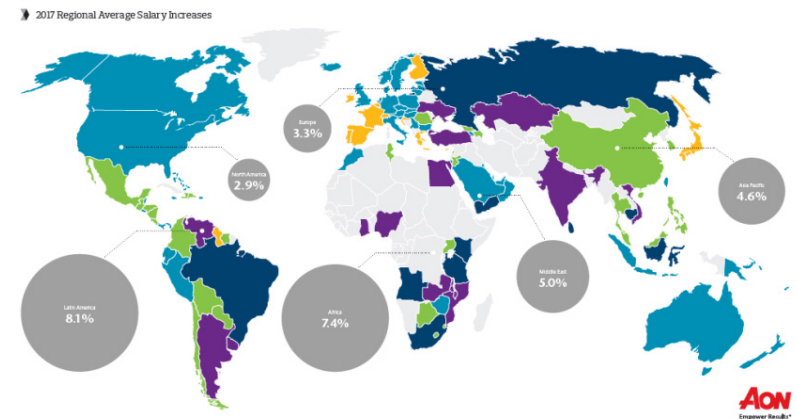 2017 Regional Average Salary Increases
Europe
3.3%
North America
2.9%
Asia Pacific
4.6%
Middle East
5.0%
Latin America
8.1%
Africa
7.4%
AON
Empower Results®